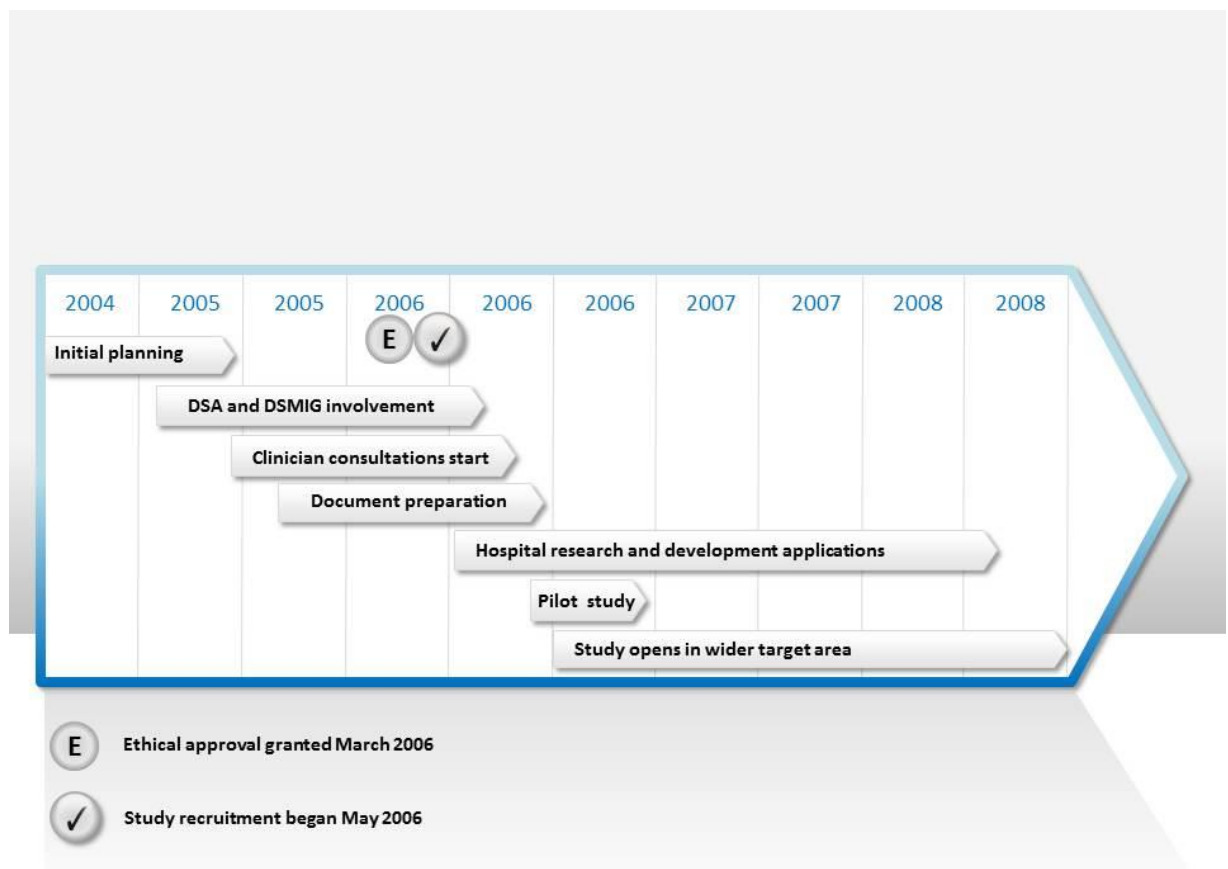 2004 2005 2005 2006 2006 2006 2007 2007 2008 2008
E ✓
Initial planning
DSA and DSMIG involvement
Clinician consultations start
Document preparation
Hospital research and development applications
Pilot study
Study opens in wider target area
E Ethical approval granted March 2006
✓ Study recruitment began May 2006